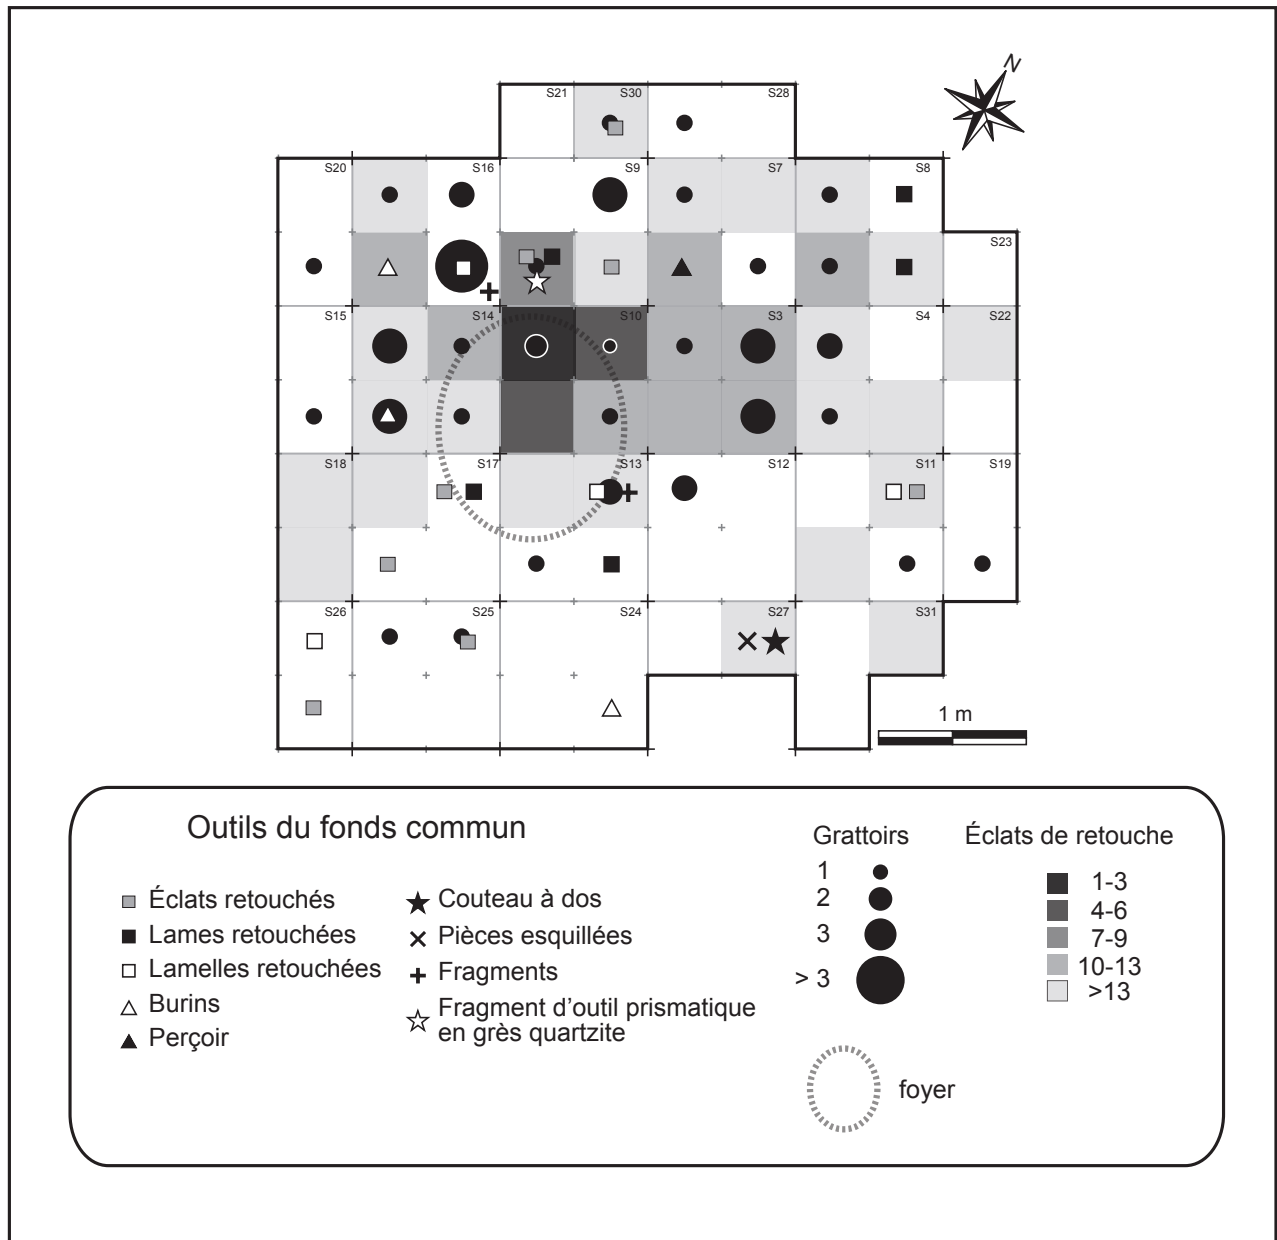 N
S21 S30 S28
S20 S16 S9 S7 S8
S23
S15 S14 S10 S3 S4 S22
S18 S17 S13 S12 S11 S19
S26 S25 S24 S27 S31
1 m
Outils du fonds commun
Éclats retouchés
Lames retouchées
Lamelles retouchées
Burins
Perçoir
Couteau à dos
Pièces esquillées
Fragments
Fragment d'outil prismatique
en grès quartzite
Grattoirs
1
2
3
> 3
Éclats de retouche
1-3
4-6
7-9
10-13
>13
foyer